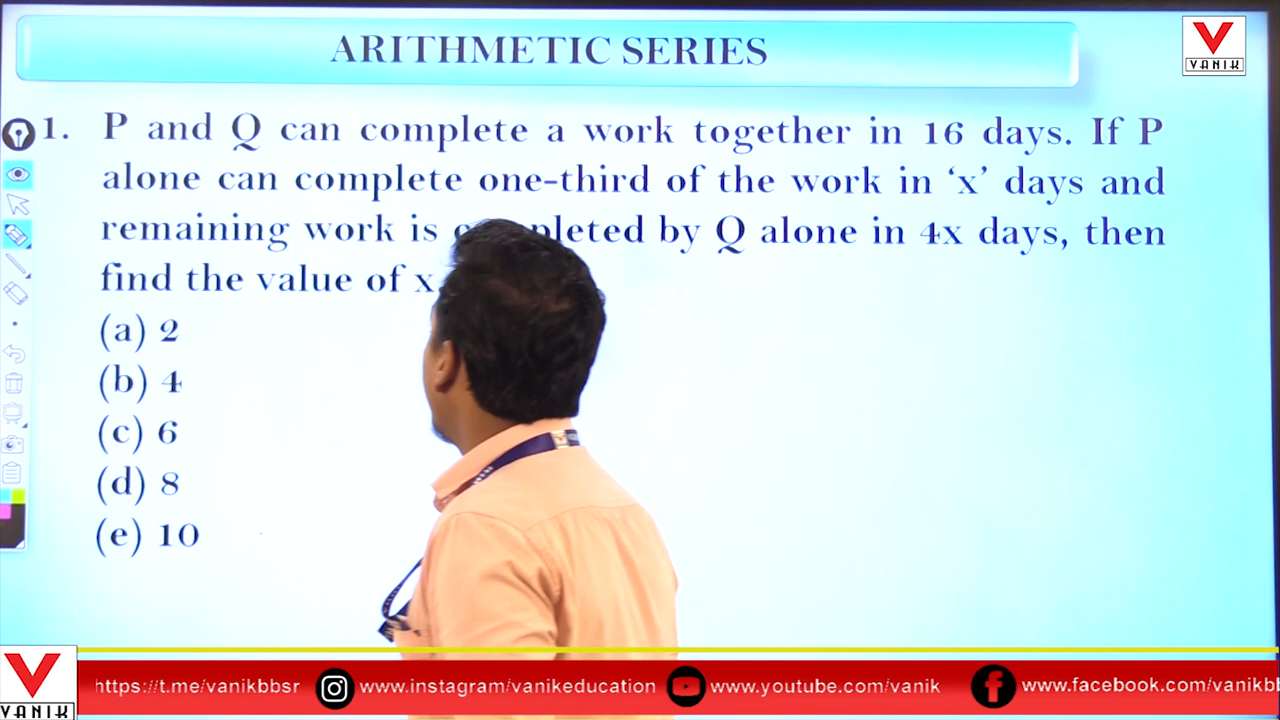 ARITHMETIC SERIES
VANIK
1. P and Q can complete a work together in 16 days. If P
alone can complete one-third of the work in ‘x’ days and
remaining work is by Q alone in 4x days, then
find the value of x
(a) 2
(b) 4
(c) 6
(d) 8
(e) 10
VANIK
https://t.me/vanikbbsr
www.instagram/vanikeducation
www.youtube.com/vanik
www.facebook.com/vanikb